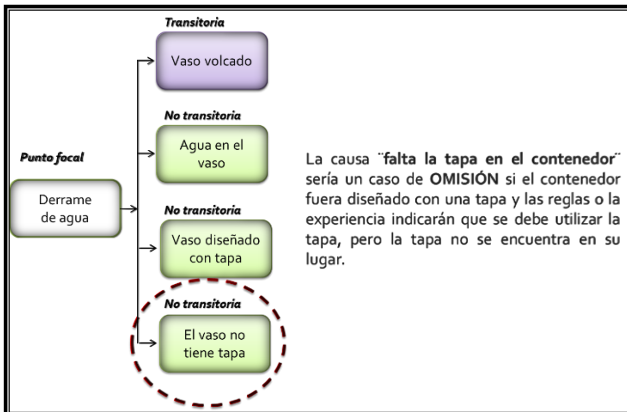 Transitoria
Vaso volcado
No transitoria
Agua en el
vaso
Punto focal
Derrame
de agua
No transitoria
Vaso diseñado
con tapa
No transitoria
El vaso no
tiene tapa
La causa ¨falta la tapa en el contenedor¨
sería un caso de OMISIÓN si el contenedor
fuera diseñado con una tapa y las reglas o la
experiencia indicarán que se debe utilizar la
tapa, pero la tapa no se encuentra en su
lugar.